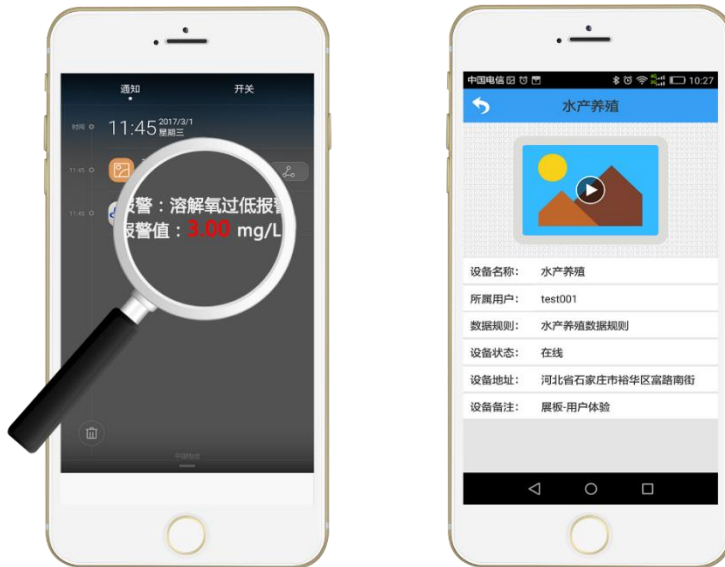 通知 开关
时间 11:45 2017/3/1
星期三
11:45
11:45
报警：溶解氧过低报警
报警值：3.00 mg/L
中国电信
中国电信 10:27
水产养殖
设备名称： 水产养殖
所属用户： test001
数据规则： 水产养殖数据规则
设备状态： 在线
设备地址： 河北省石家庄市裕华区富路南街
设备备注： 展板-用户体验